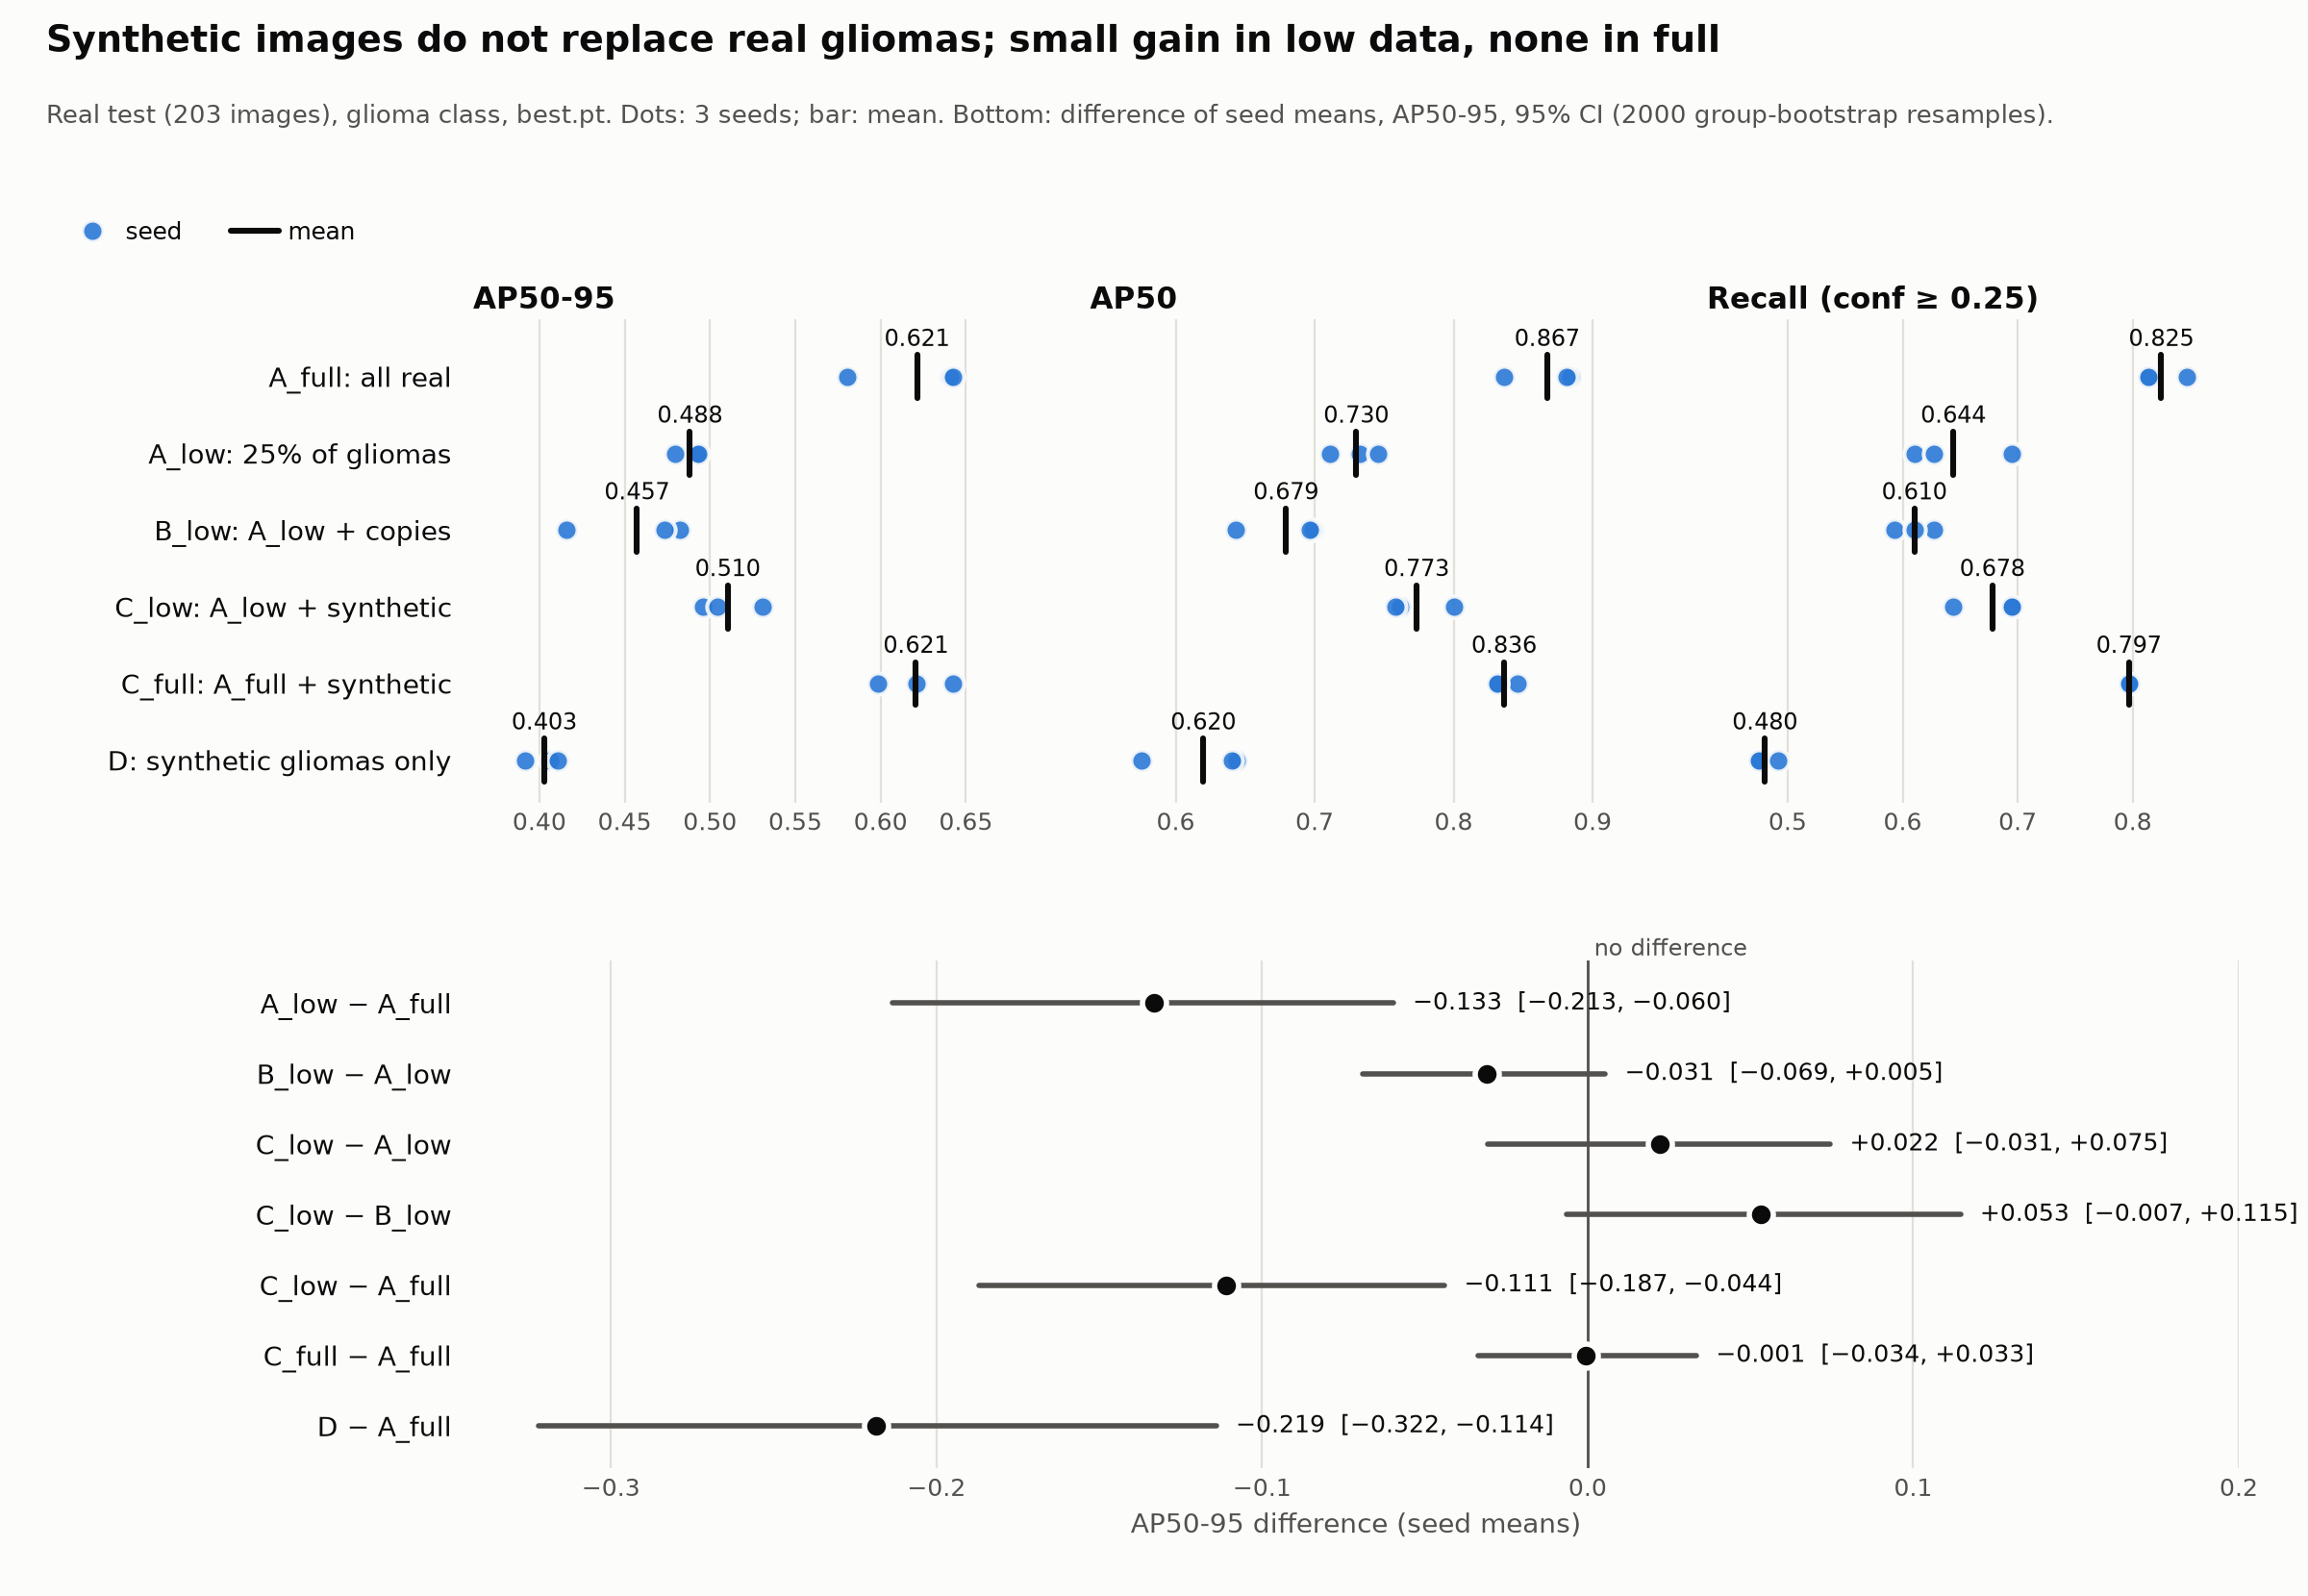 Synthetic images do not replace real gliomas; small gain in low data, none in full
Real test (203 images), glioma class, best.pt. Dots: 3 seeds; bar: mean. Bottom: difference of seed means, AP50-95, 95% CI (2000 group-bootstrap resamples).
seed mean
AP50-95 AP50 Recall (conf ≥ 0.25)
0.621 0.867 0.825
A_full: all real
0.488 0.730 0.644
A_low: 25% of gliomas
0.457 0.679 0.610
B_low: A_low + copies
0.510 0.773 0.678
C_low: A_low + synthetic
0.621 0.836 0.797
C_full: A_full + synthetic
0.403 0.620 0.480
D: synthetic gliomas only
0.40 0.45 0.50 0.55 0.60 0.65 0.6 0.7 0.8 0.9 0.5 0.6 0.7 0.8
no difference
A_low − A_full −0.133 [−0.213, −0.060]
B_low − A_low −0.031 [−0.069, +0.005]
C_low − A_low +0.022 [−0.031, +0.075]
C_low − B_low +0.053 [−0.007, +0.115]
C_low − A_full −0.111 [−0.187, −0.044]
C_full − A_full −0.001 [−0.034, +0.033]
D − A_full −0.219 [−0.322, −0.114]
−0.3 −0.2 −0.1 0.0 0.1 0.2
AP50-95 difference (seed means)